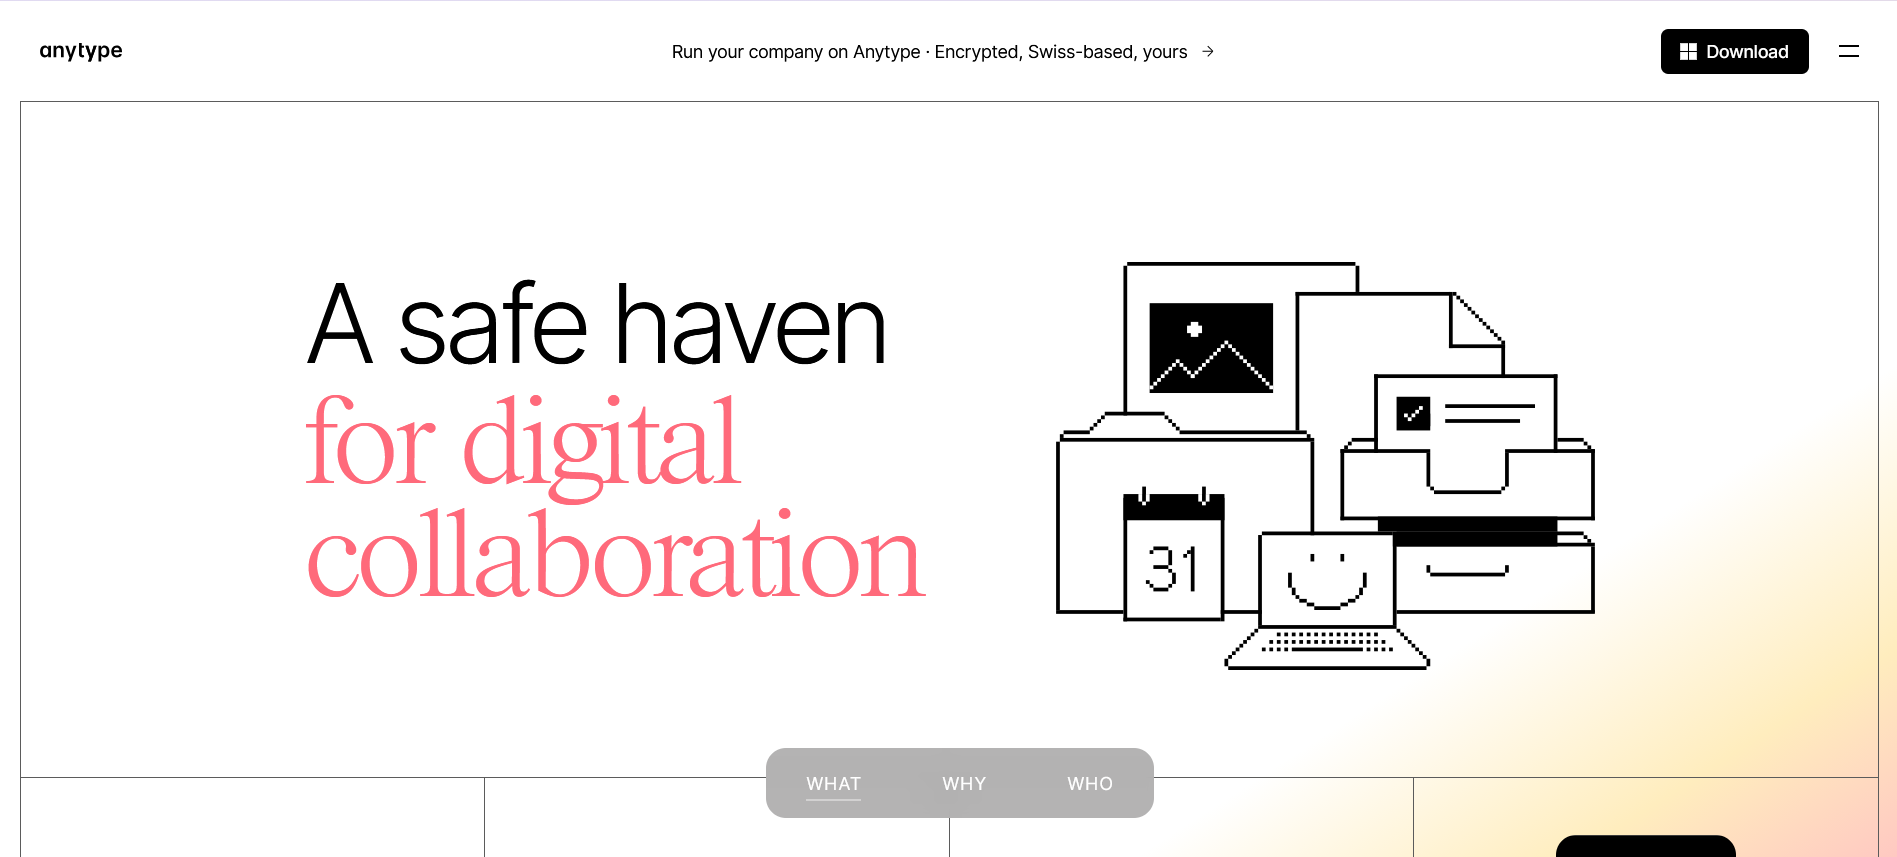 anytype
Run your company on Anytype · Encrypted, Swiss-based, yours →
Download
A safe haven
for digital
collaboration
31
WHAT
WHY
WHO